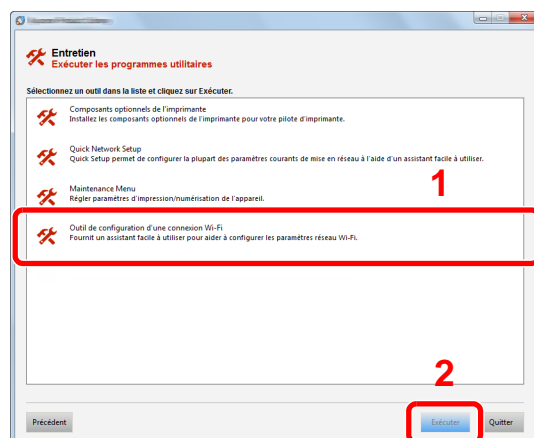 Entretien
Exécuter les programmes utilitaires
Sélectionnez un outil dans la liste et cliquez sur Exécuter.
Composants optionnels de l'imprimante
Installez les composants optionnels de l'imprimante pour votre pilote d'imprimante.
Quick Network Setup
Quick Setup permet de configurer la plupart des paramètres courants de mise en réseau à l'aide d'un assistant facile à utiliser.
1
Maintenance Menu
Régler paramètres d'impression/numérisation de l'appareil.
Outil de configuration d'une connexion Wi-Fi
Fournit un assistant facile à utiliser pour aider à configurer les paramètres réseau Wi-Fi.
2
Précédent
Exécuter
Quitter